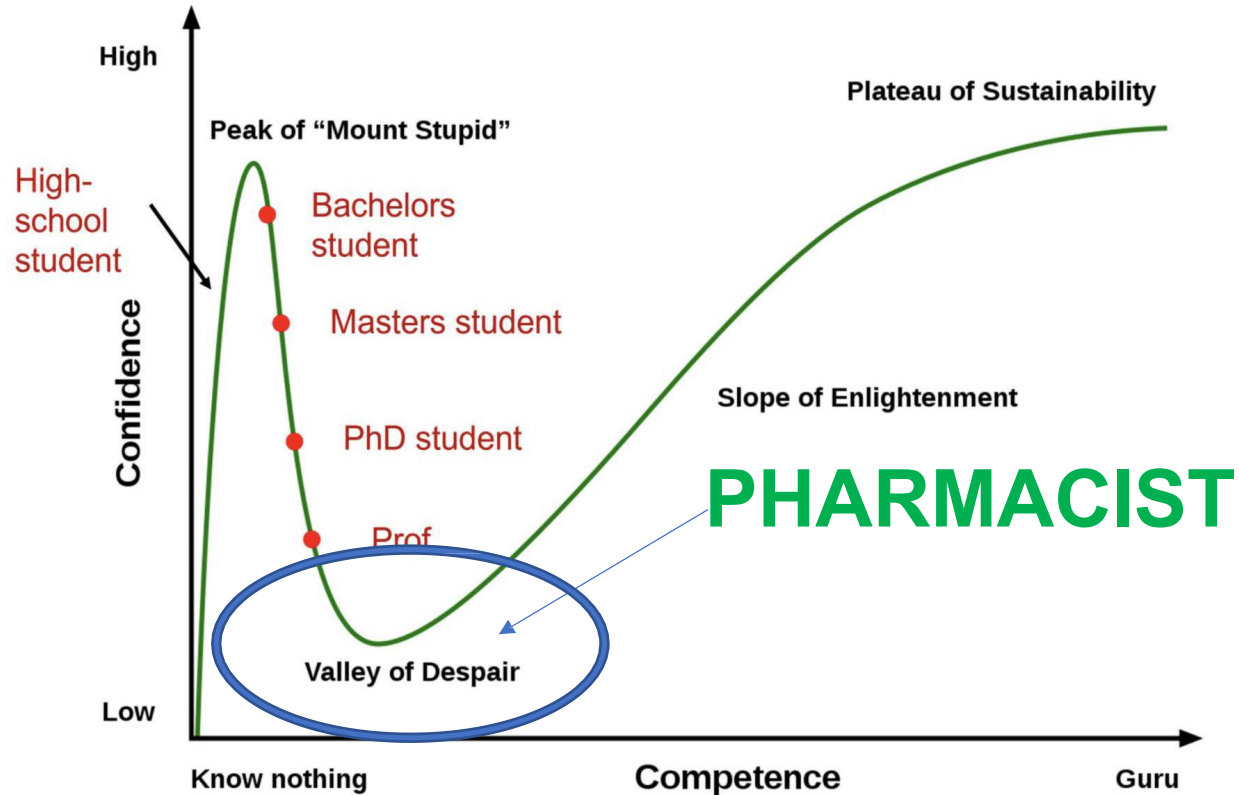 High
Plateau of Sustainability
Peak of “Mount Stupid”
High-
school
student
Bachelors
student
Masters student
Confidence
Slope of Enlightenment
PhD student
PHARMACIST
Prof
Valley of Despair
Low
Know nothing
Competence
Guru